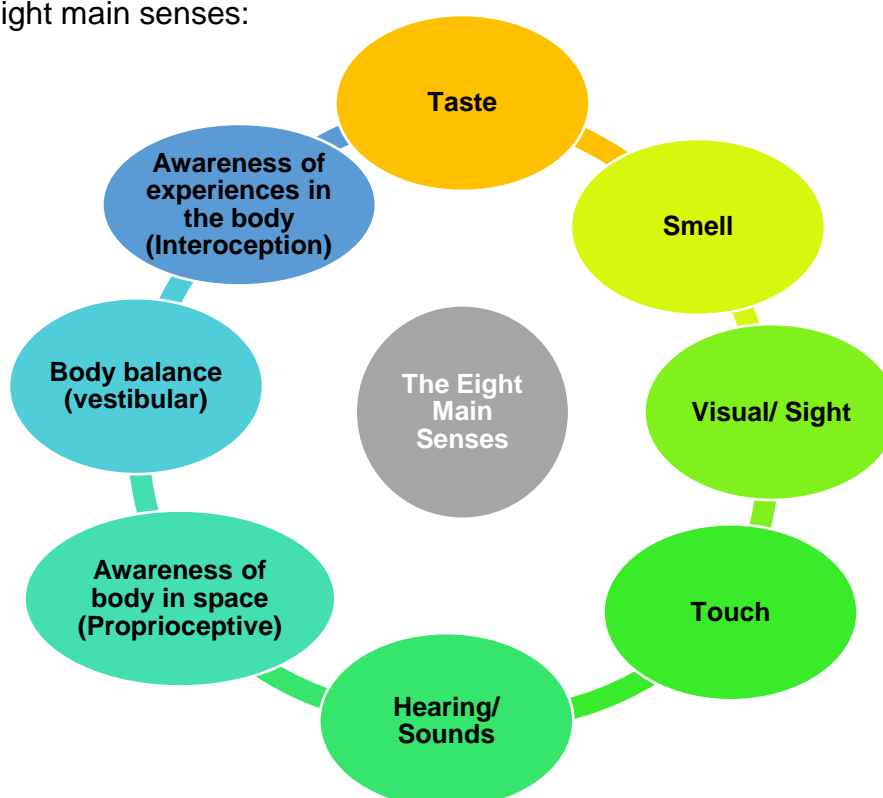 ight main senses:
Taste
Smell
Visual/ Sight
Touch
Hearing/
Sounds
Awareness of
body in space
(Proprioceptive)
Body balance
(vestibular)
Awareness of
experiences in
the body
(Interoception)
The Eight
Main
Senses